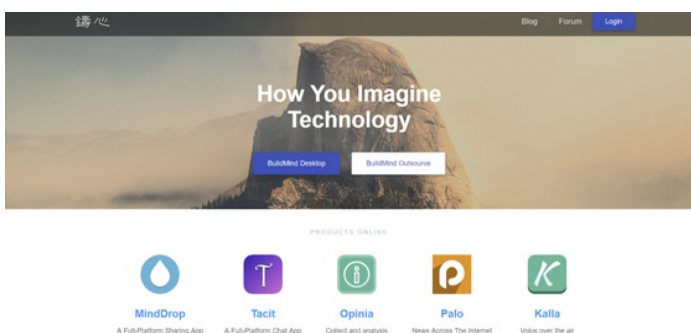 鑄心
Blog Forum Login
How You Imagine
Technology
BuildMind Desktop BuildMind Outsource
PRODUCTS ONLINE
MindDrop Tacit Opinia Palo Kalla
A Full-Platform Sharing App A Full-Platform Chat App Collect and analysis News Across The Internet Voice over the air